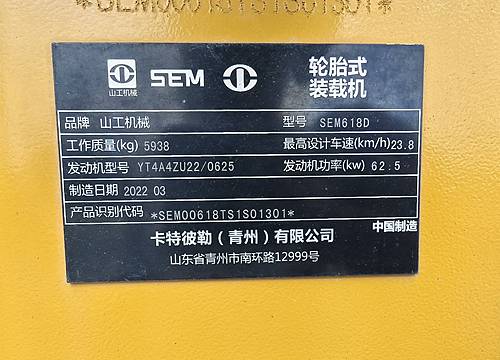 *SEM00618TS1S01301*
山工机械 SEM 轮胎式
装载机
品牌 山工机械 型号 SEM618D
工作质量(kg) 5938 最高设计车速(km/h)23.8
发动机型号 YT4A4ZU22/0625 发动机功率(kw) 62.5
制造日期 2022 03
产品识别代码 *SEM00618TS1S01301*
卡特彼勒(青州)有限公司 中国制造
山东省青州市南环路12999号